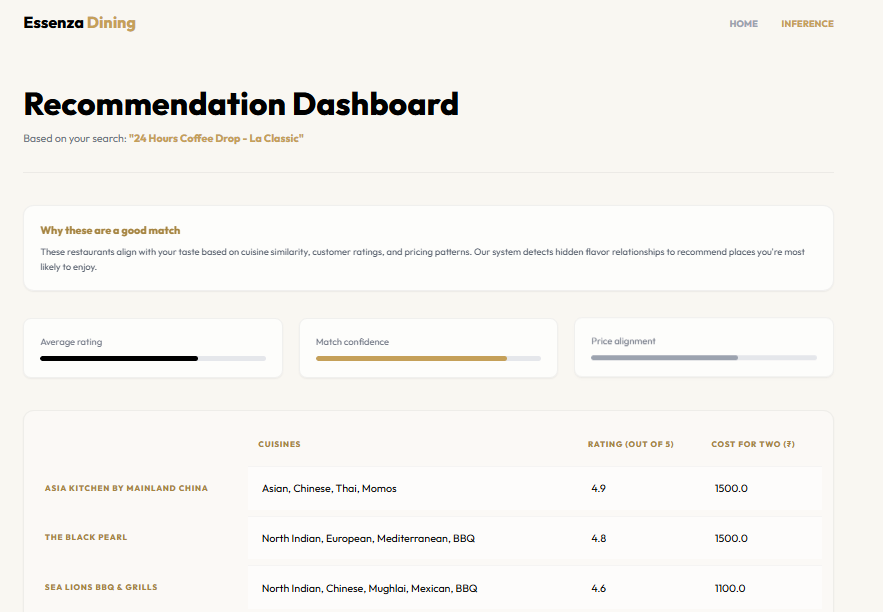 Essenza Dining
HOME
INFERENCE
Recommendation Dashboard
Based on your search: "24 Hours Coffee Drop - La Classic"
Why these are a good match
These restaurants align with your taste based on cuisine similarity, customer ratings, and pricing patterns. Our system detects hidden flavor relationships to recommend places you're most
likely to enjoy.
Average rating
Match confidence
Price alignment
CUISINES
RATING (OUT OF 5)
COST FOR TWO (₹)
ASIA KITCHEN BY MAINLAND CHINA
Asian, Chinese, Thai, Momos
4.9
1500.0
THE BLACK PEARL
North Indian, European, Mediterranean, BBQ
4.8
1500.0
SEA LIONS BBQ & GRILLS
North Indian, Chinese, Mughlai, Mexican, BBQ
4.6
1100.0